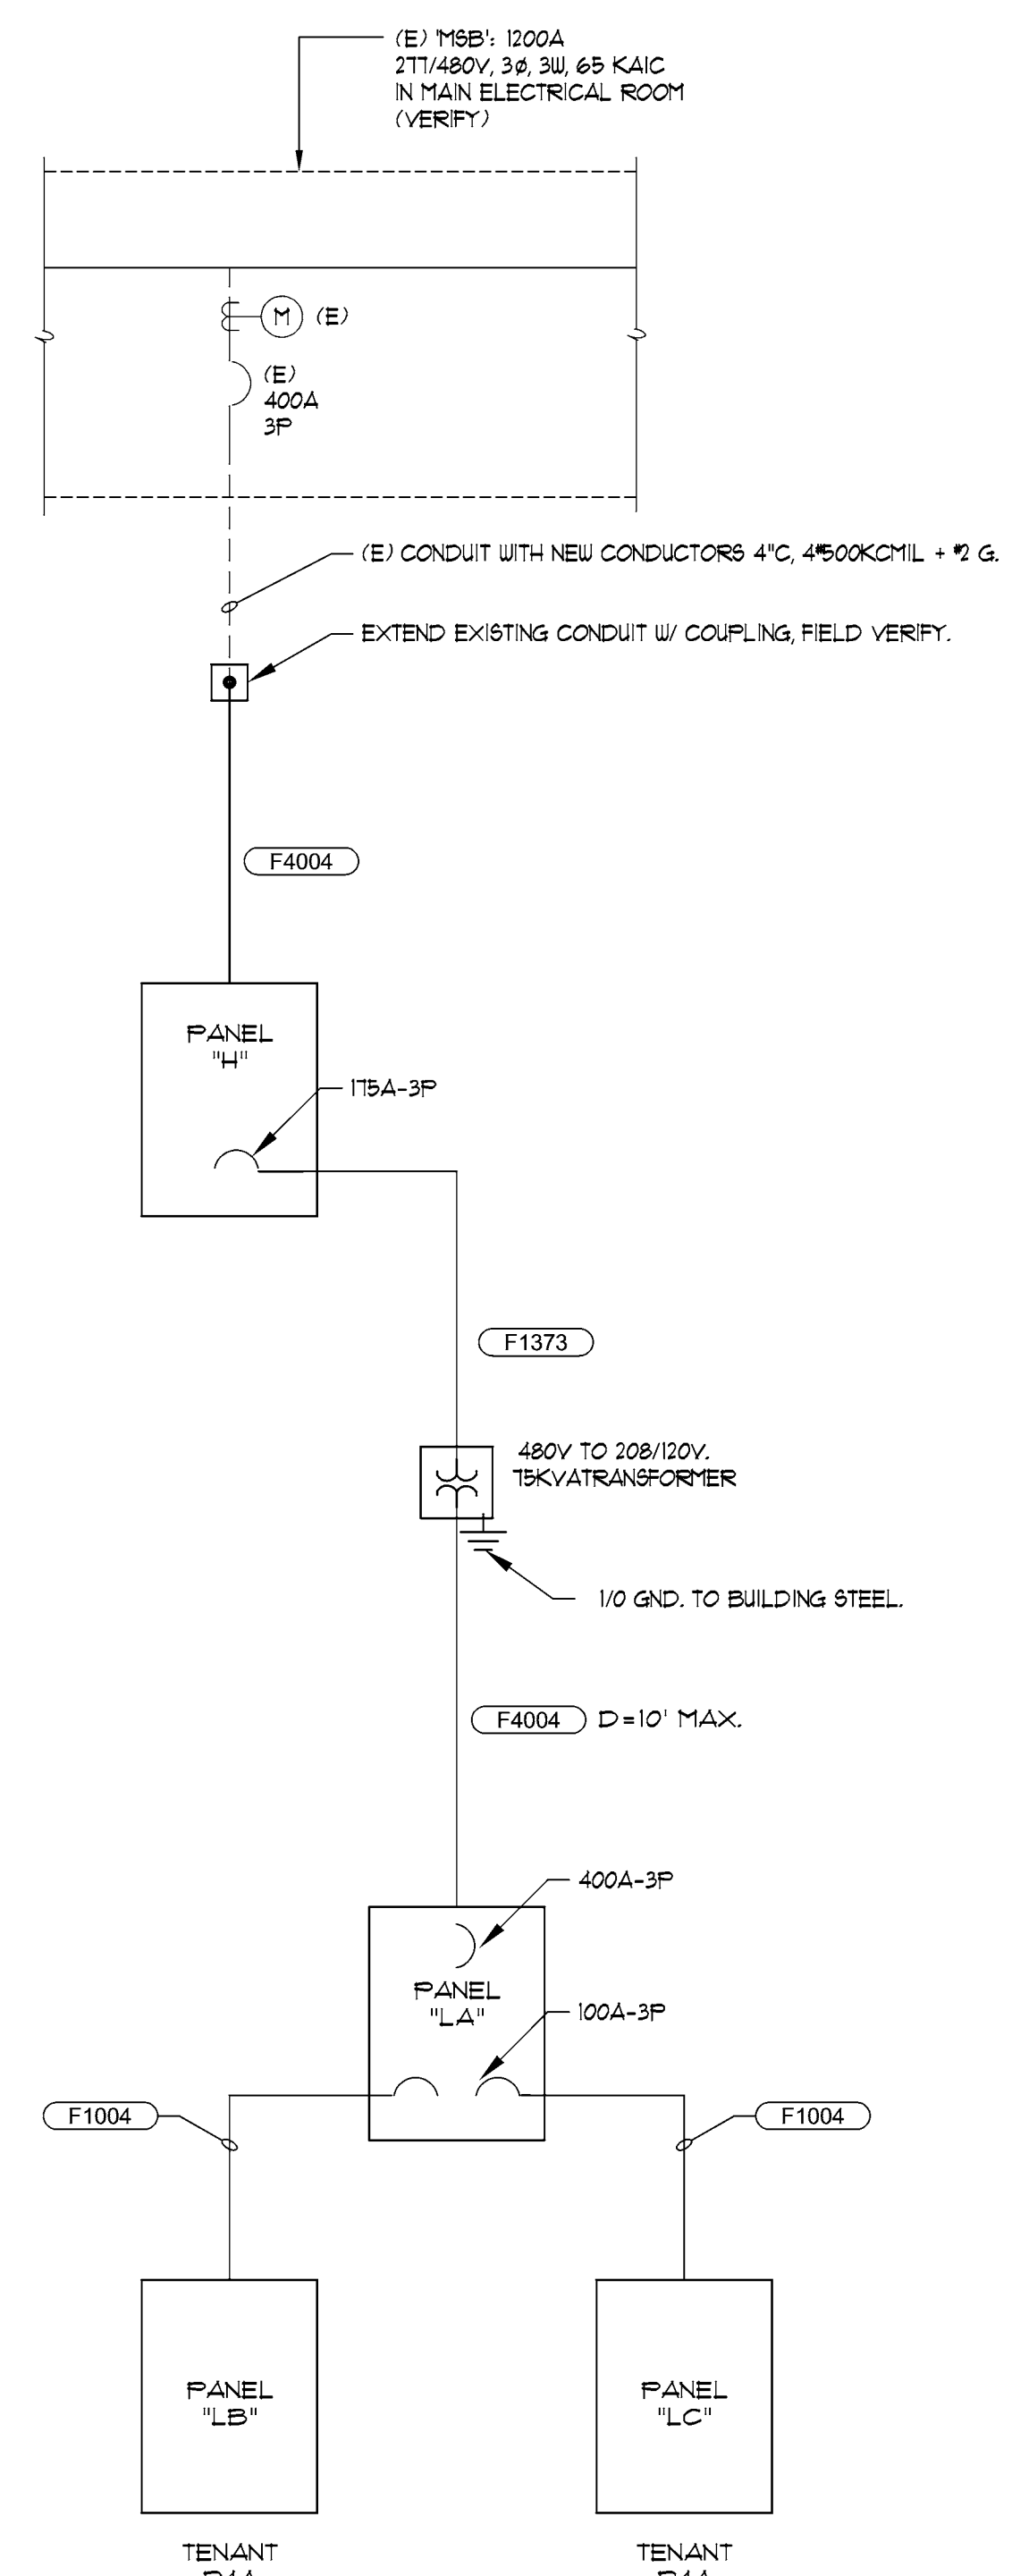 (E) 'MSB': 1200A
277/480V, 3ø, 3W, 65 KAIC
IN MAIN ELECTRICAL ROOM
(VERIFY)
M (E)
(E)
400A
3P
(E) CONDUIT WITH NEW CONDUCTORS 4"C, 4#500KCMIL + #2 G.
EXTEND EXISTING CONDUIT W/ COUPLING, FIELD VERIFY.
F4004
PANEL
"H"
175A-3P
F1373
480V TO 208/120V.
75KVATRANSFORMER
1/0 GND. TO BUILDING STEEL.
F4004 D=10' MAX.
400A-3P
PANEL
"LA"
100A-3P
F1004
F1004
PANEL
"LB"
PANEL
"LC"
TENANT
TENANT